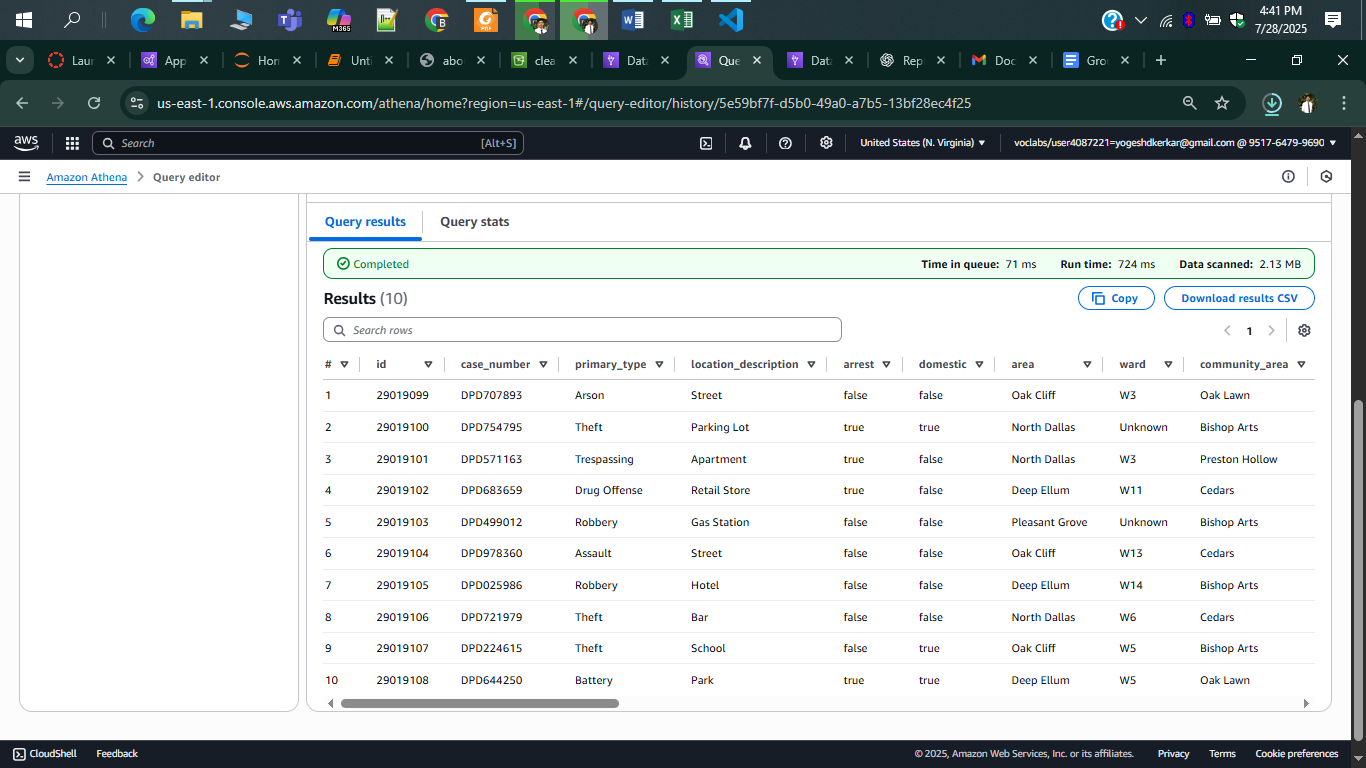 4:41 PM
7/28/2025
M365
PDF
Laur
App
Hon
Unti
abo
clea
Data
Que
Data
Rep
Doc
Gro
us-east-1.console.aws.amazon.com/athena/home?region=us-east-1#/query-editor/history/5e59bf7f-d5b0-49a0-a7b5-13bf28ec4f25
aws
Search [Alt+S]
United States (N. Virginia)
voclabs/user4087221=yogeshdkerkar@gmail.com @ 9517-6479-9690
Amazon Athena
Query editor
Query results
Query stats
Completed
Time in queue: 71 ms Run time: 724 ms Data scanned: 2.13 MB
Results (10)
Copy
Download results CSV
Search rows
1
# id case_number primary_type location_description arrest domestic area ward community_area
1 29019099 DPD707893 Arson Street false false Oak Cliff W3 Oak Lawn
2 29019100 DPD754795 Theft Parking Lot true true North Dallas Unknown Bishop Arts
3 29019101 DPD571163 Trespassing Apartment true false North Dallas W3 Preston Hollow
4 29019102 DPD683659 Drug Offense Retail Store true false Deep Ellum W11 Cedars
5 29019103 DPD499012 Robbery Gas Station false false Pleasant Grove Unknown Bishop Arts
6 29019104 DPD978360 Assault Street false false Oak Cliff W13 Cedars
7 29019105 DPD025986 Robbery Hotel false false Deep Ellum W14 Bishop Arts
8 29019106 DPD721979 Theft Bar false false North Dallas W6 Cedars
9 29019107 DPD224615 Theft School false true Oak Cliff W5 Bishop Arts
10 29019108 DPD644250 Battery Park true true Deep Ellum W5 Oak Lawn
CloudShell
Feedback
© 2025, Amazon Web Services, Inc. or its affiliates.
Privacy
Terms
Cookie preferences